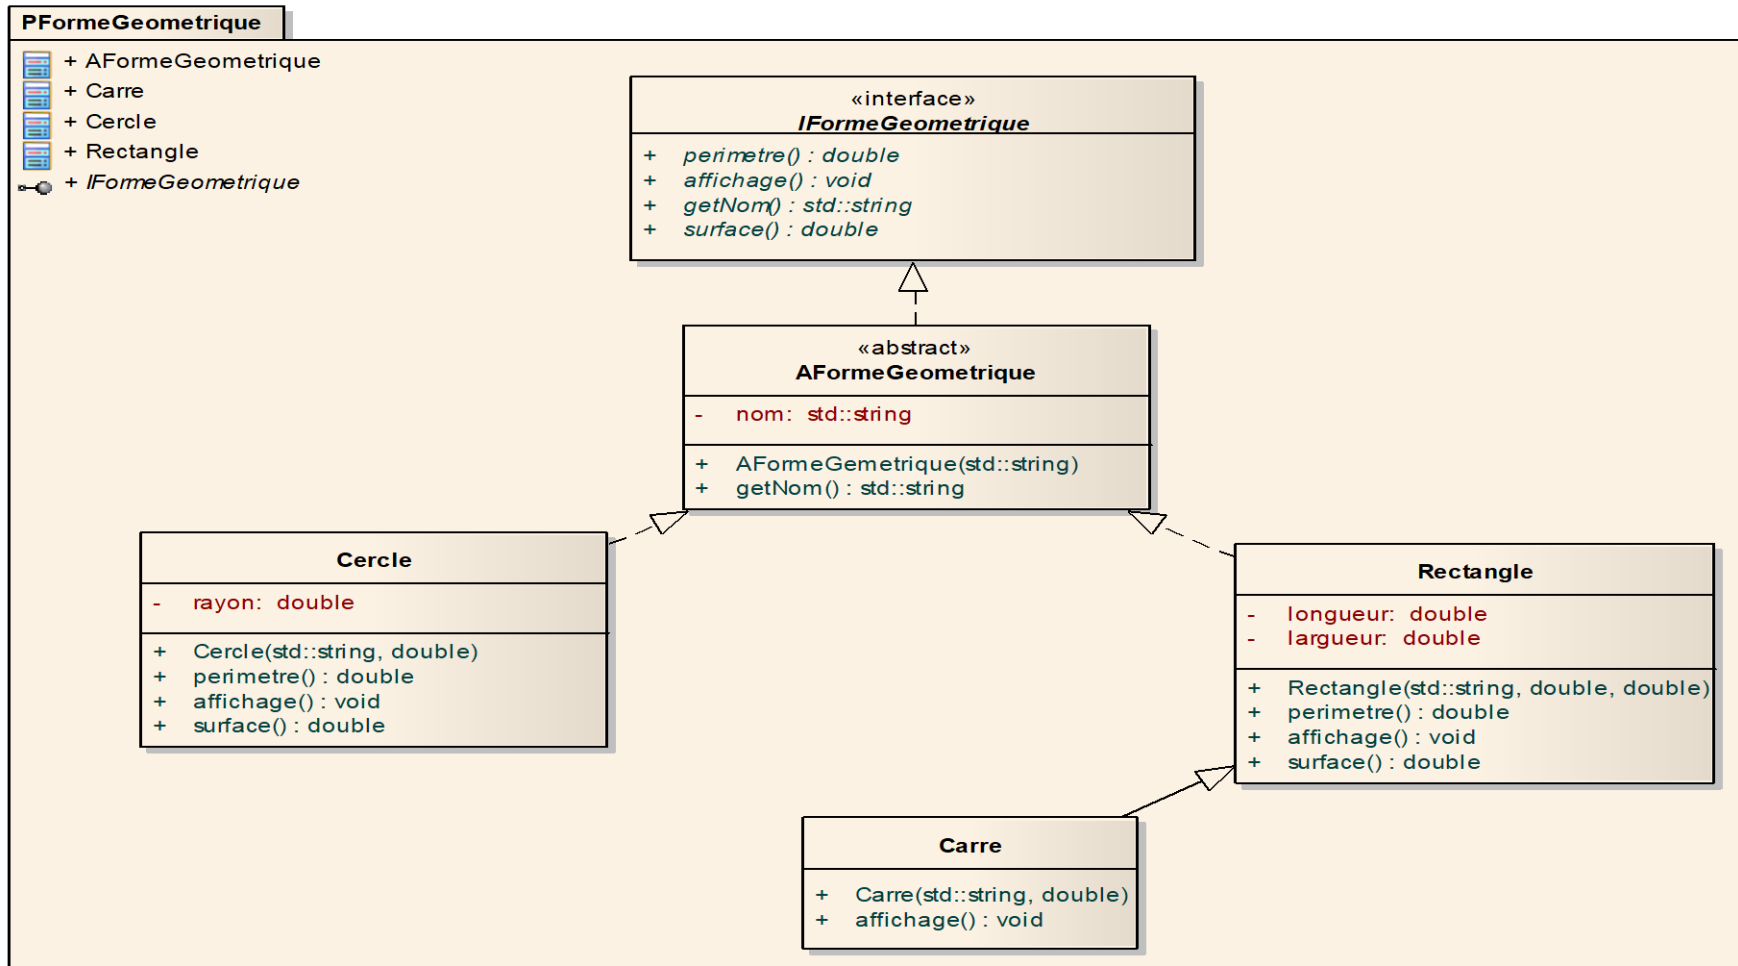 PFormeGeometrique
+ AFormeGeometrique
+ Carre
+ Cercle
+ Rectangle
+ IFormeGeometrique
«interface»
IFormeGeometrique
+ perimetre() : double
+ affichage() : void
+ getNom() : std::string
+ surface() : double
«abstract»
AFormeGeometrique
- nom: std::string
+ AFormeGemetrique(std::string)
+ getNom() : std::string
Cercle
- rayon: double
+ Cercle(std::string, double)
+ perimetre() : double
+ affichage() : void
+ surface() : double
Rectangle
- longueur: double
- largueur: double
+ Rectangle(std::string, double, double)
+ perimetre() : double
+ affichage() : void
+ surface() : double
Carre
+ Carre(std::string, double)
+ affichage() : void